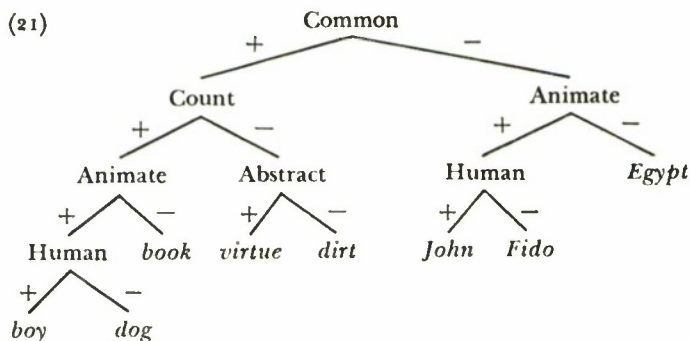 (21) Common
+ −
Count Animate
+ − + −
Animate Abstract Human Egypt
+ − + − + −
Human book virtue dirt John Fido
+ −
boy dog